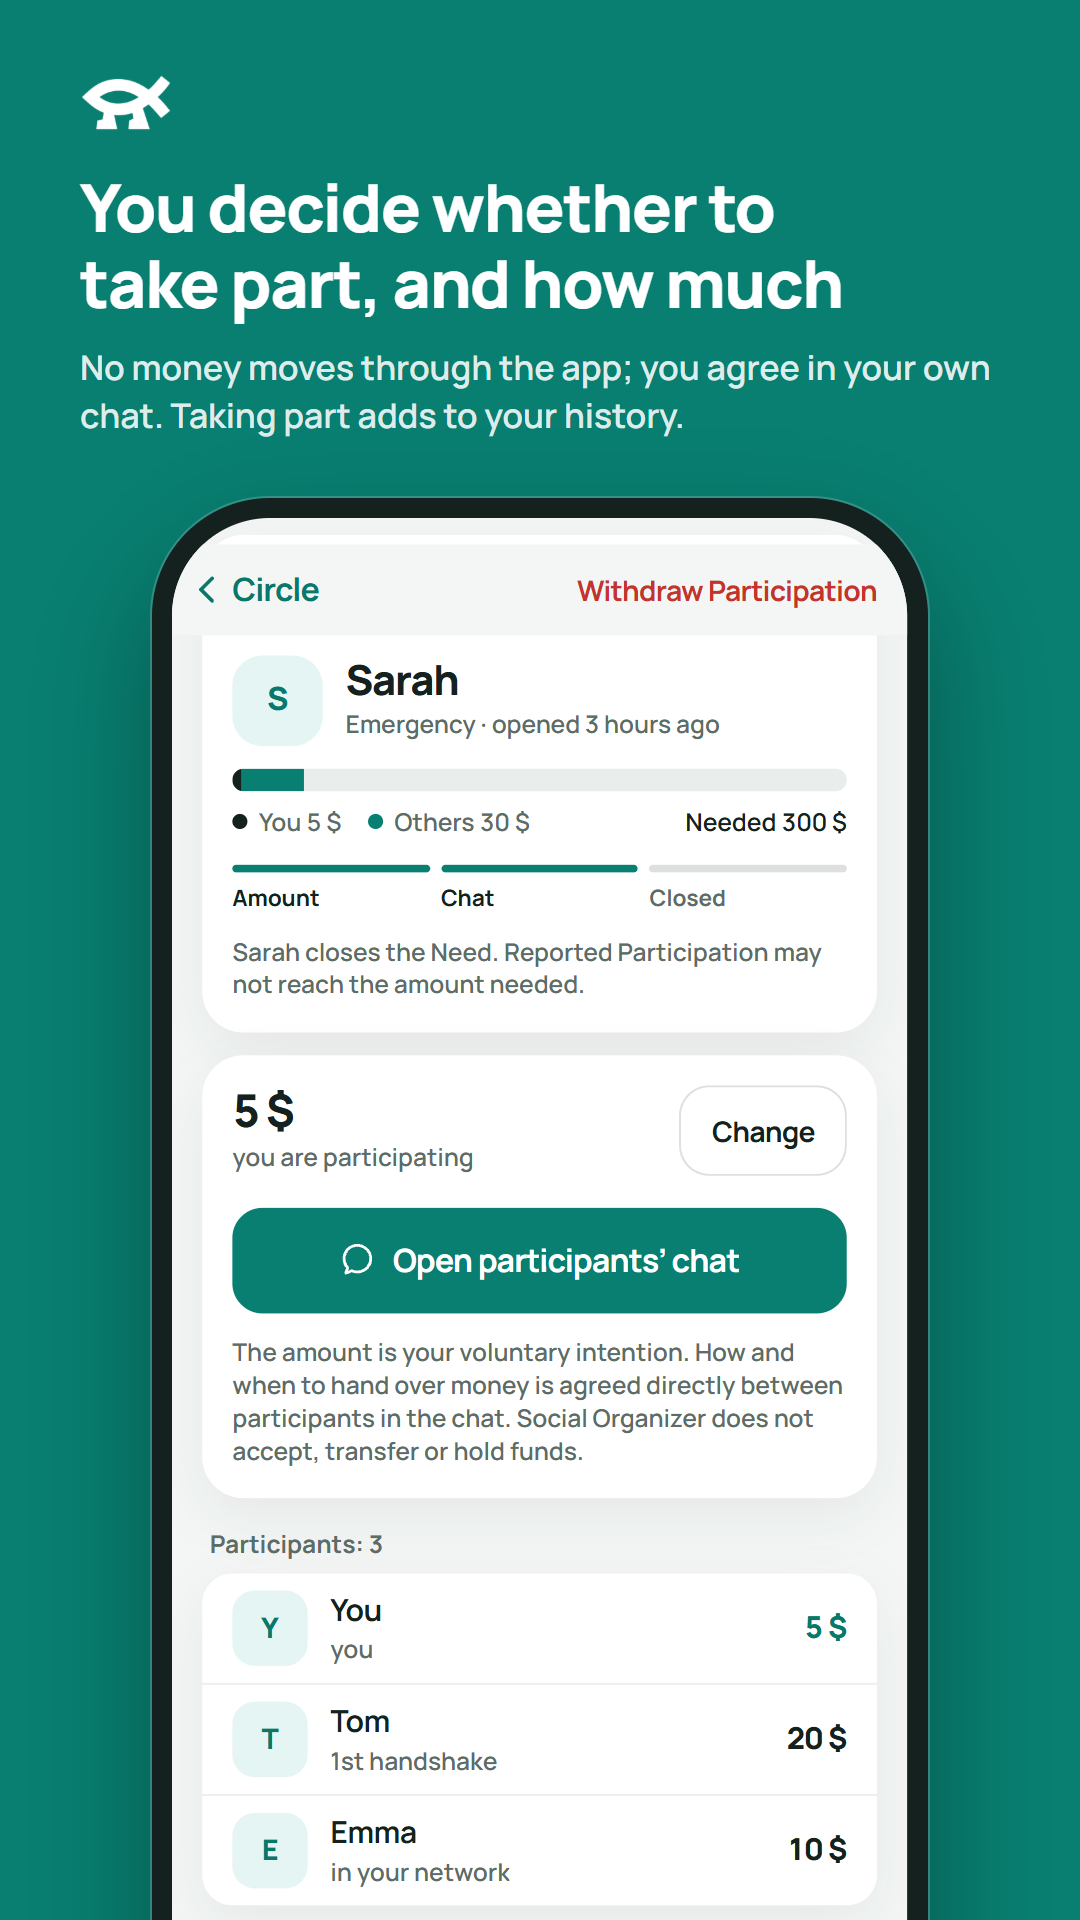 You decide whether to
take part, and how much
No money moves through the app; you agree in your own
chat. Taking part adds to your history.
Circle
Withdraw Participation
S
Sarah
Emergency · opened 3 hours ago
You 5 $
Others 30 $
Needed 300 $
Amount
Chat
Closed
Sarah closes the Need. Reported Participation may
not reach the amount needed.
5 $
you are participating
Change
Open participants’ chat
The amount is your voluntary intention. How and
when to hand over money is agreed directly between
participants in the chat. Social Organizer does not
accept, transfer or hold funds.
Participants: 3
Y
You
you
5 $
T
Tom
1st handshake
20 $
E
Emma
in your network
10 $